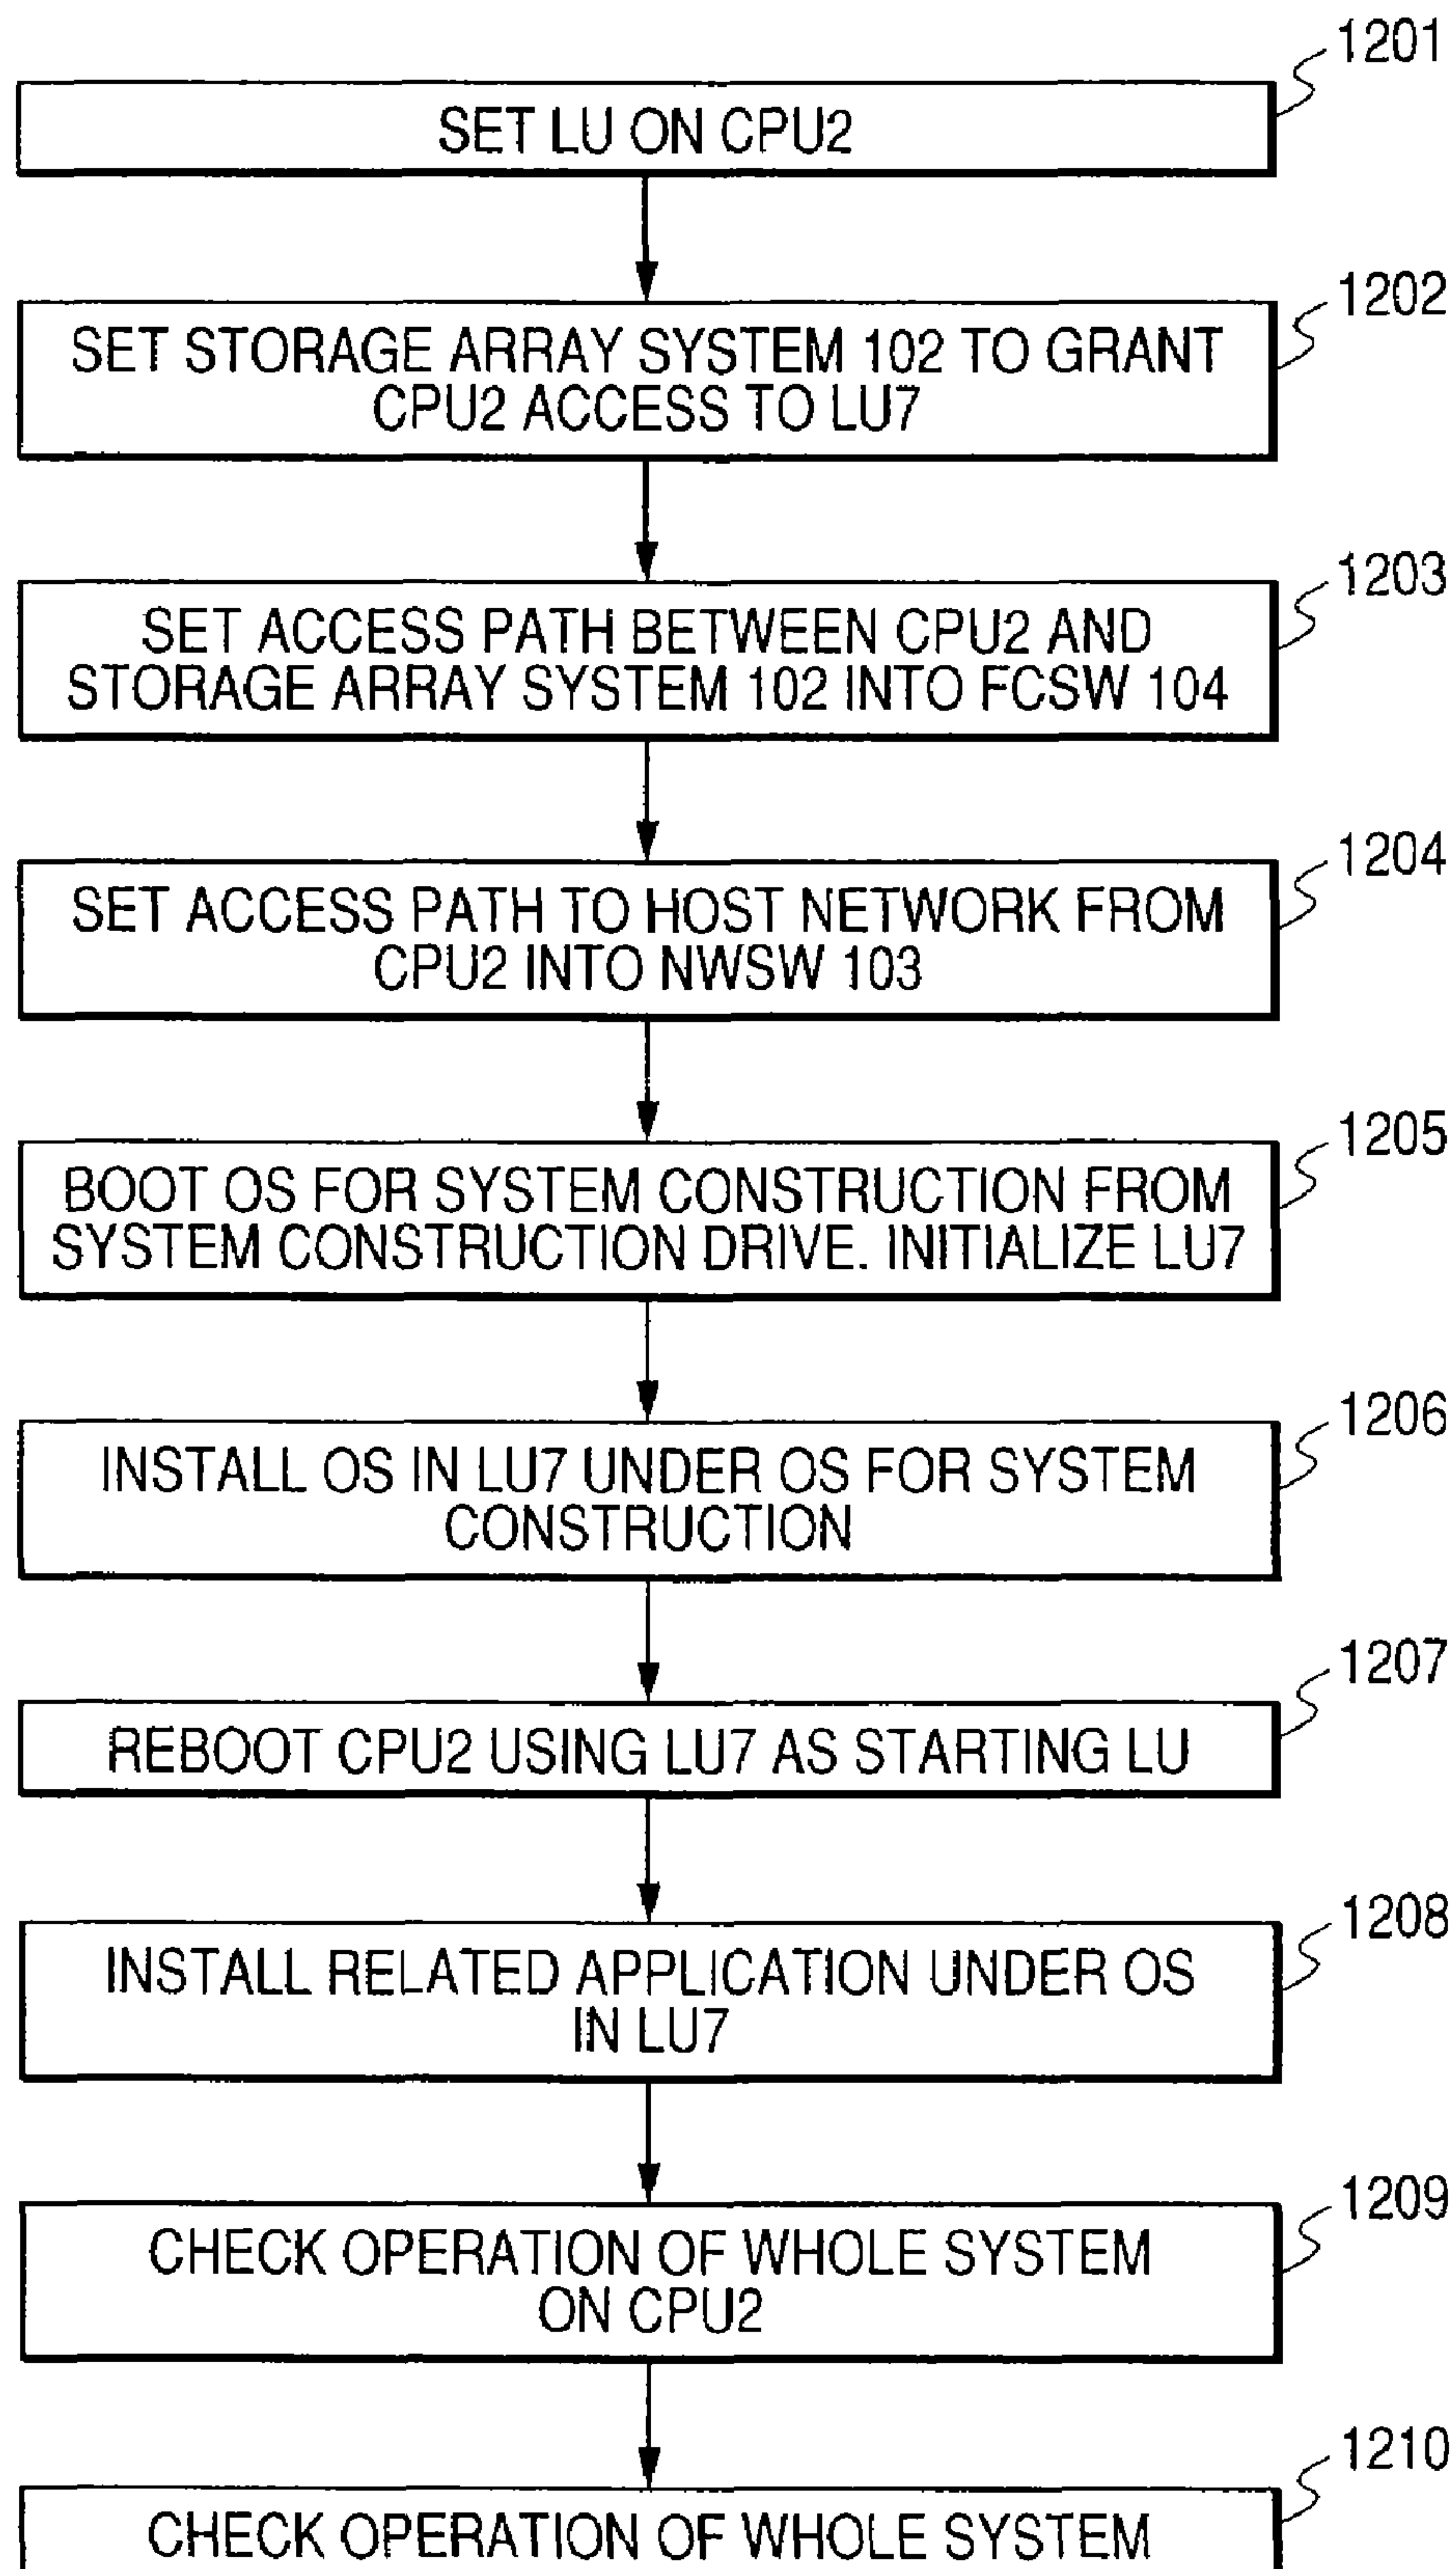 1201
SET LU ON CPU2
1202
SET STORAGE ARRAY SYSTEM 102 TO GRANT
CPU2 ACCESS TO LU7
1203
SET ACCESS PATH BETWEEN CPU2 AND
STORAGE ARRAY SYSTEM 102 INTO FCSW 104
1204
SET ACCESS PATH TO HOST NETWORK FROM
CPU2 INTO NWSW 103
1205
BOOT OS FOR SYSTEM CONSTRUCTION FROM
SYSTEM CONSTRUCTION DRIVE. INITIALIZE LU7
1206
INSTALL OS IN LU7 UNDER OS FOR SYSTEM
CONSTRUCTION
1207
REBOOT CPU2 USING LU7 AS STARTING LU
1208
INSTALL RELATED APPLICATION UNDER OS
IN LU7
1209
CHECK OPERATION OF WHOLE SYSTEM
ON CPU2
1210
CHECK OPERATION OF WHOLE SYSTEM